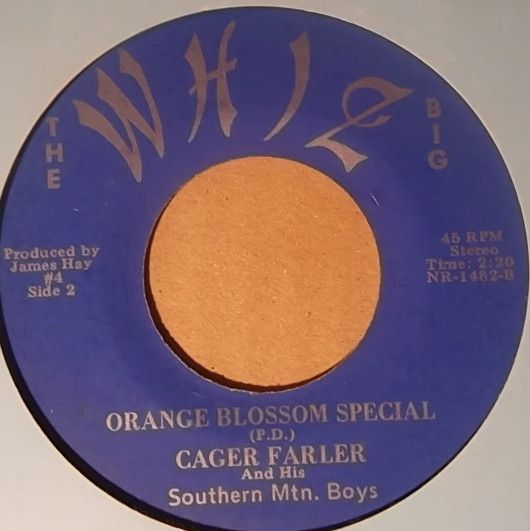 THE
BIG
WHIZ
Produced by
James Hay
#4
Side 2
45 RPM
Stereo
Time: 2:20
NR-1482-B
ORANGE BLOSSOM SPECIAL
(P.D.)
CAGER FARLER
And His
Southern Mtn. Boys